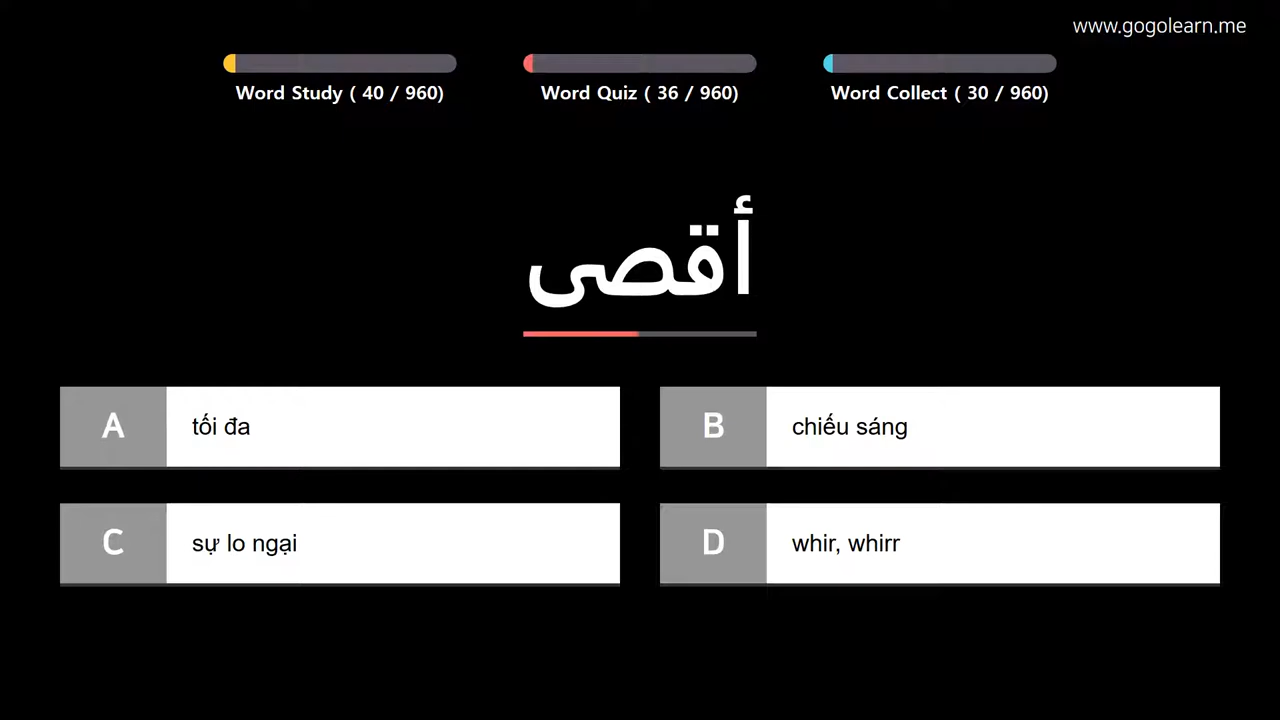 www.gogolearn.me
Word Study ( 40 / 960)
Word Quiz ( 36 / 960)
Word Collect ( 30 / 960)
أقصى
A
tối đa
B
chiếu sáng
C
sự lo ngại
D
whir, whirr